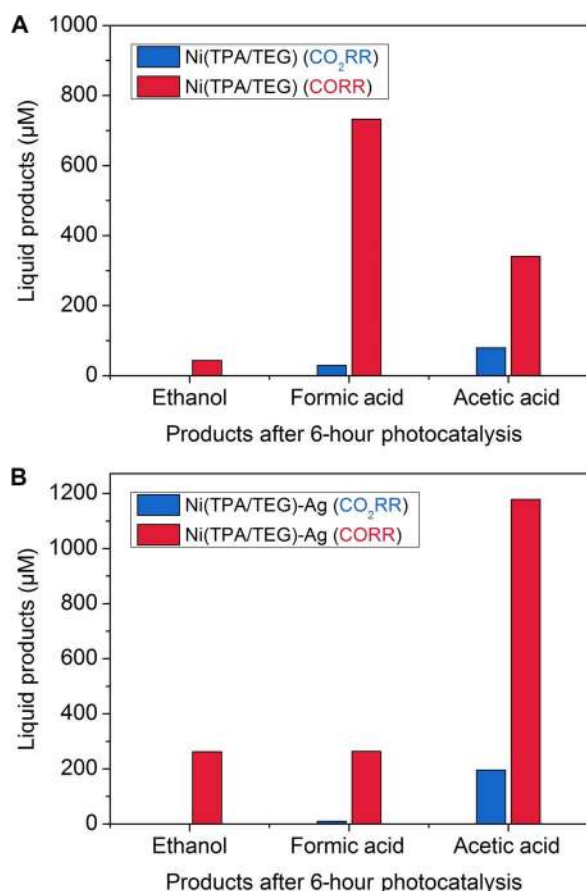 A
1000
800
600
400
200
0
Liquid products (μM)
Ni(TPA/TEG) (CO₂RR)
Ni(TPA/TEG) (CORR)
Ethanol Formic acid Acetic acid
Products after 6-hour photocatalysis
B
1200
1000
800
600
400
200
0
Liquid products (μM)
Ni(TPA/TEG)-Ag (CO₂RR)
Ni(TPA/TEG)-Ag (CORR)
Ethanol Formic acid Acetic acid
Products after 6-hour photocatalysis